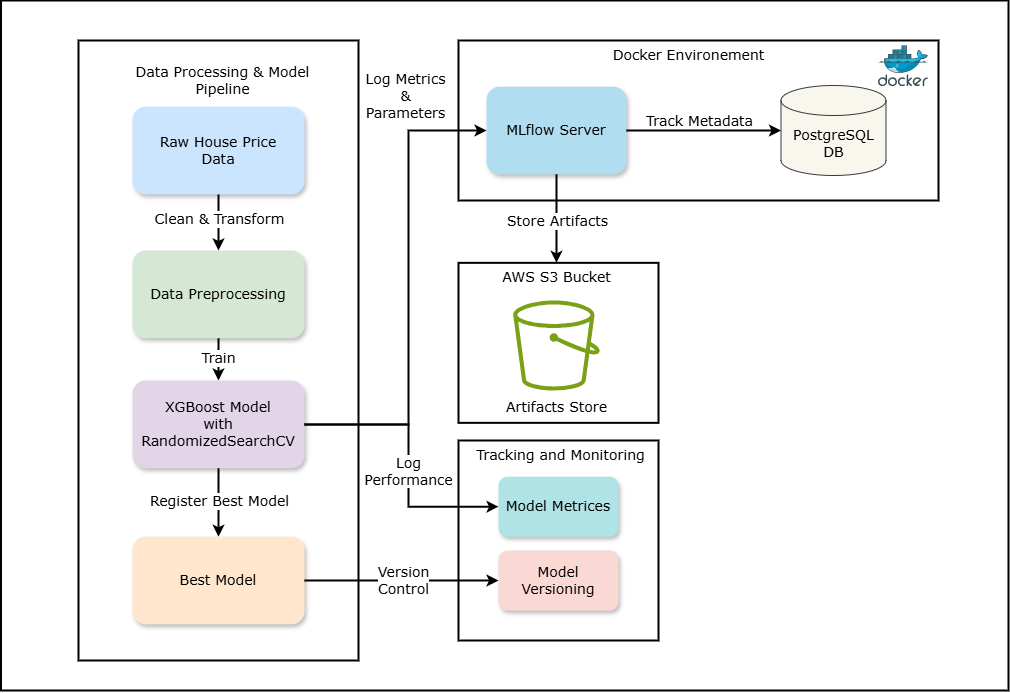 Data Processing & Model
Pipeline
Raw House Price
Data
Clean & Transform
Data Preprocessing
Train
XGBoost Model
with
RandomizedSearchCV
Register Best Model
Best Model
Log Metrics
&
Parameters
Docker Environement
docker
MLflow Server
Track Metadata
PostgreSQL
DB
Store Artifacts
AWS S3 Bucket
Artifacts Store
Log
Performance
Tracking and Monitoring
Model Metrices
Version
Control
Model
Versioning